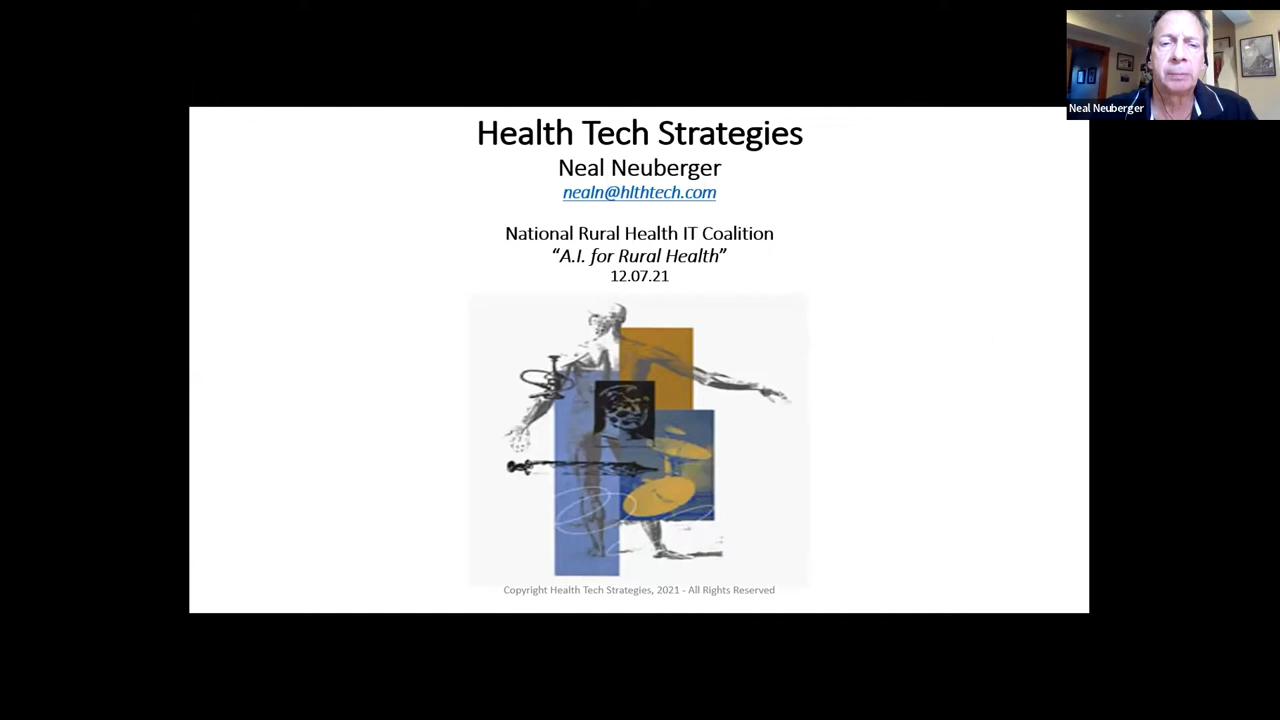 Health Tech Strategies
Neal Neuberger
nealn@hlthtech.com
National Rural Health IT Coalition
“A.I. for Rural Health”
12.07.21
Copyright Health Tech Strategies, 2021 - All Rights Reserved
Neal Neuberger